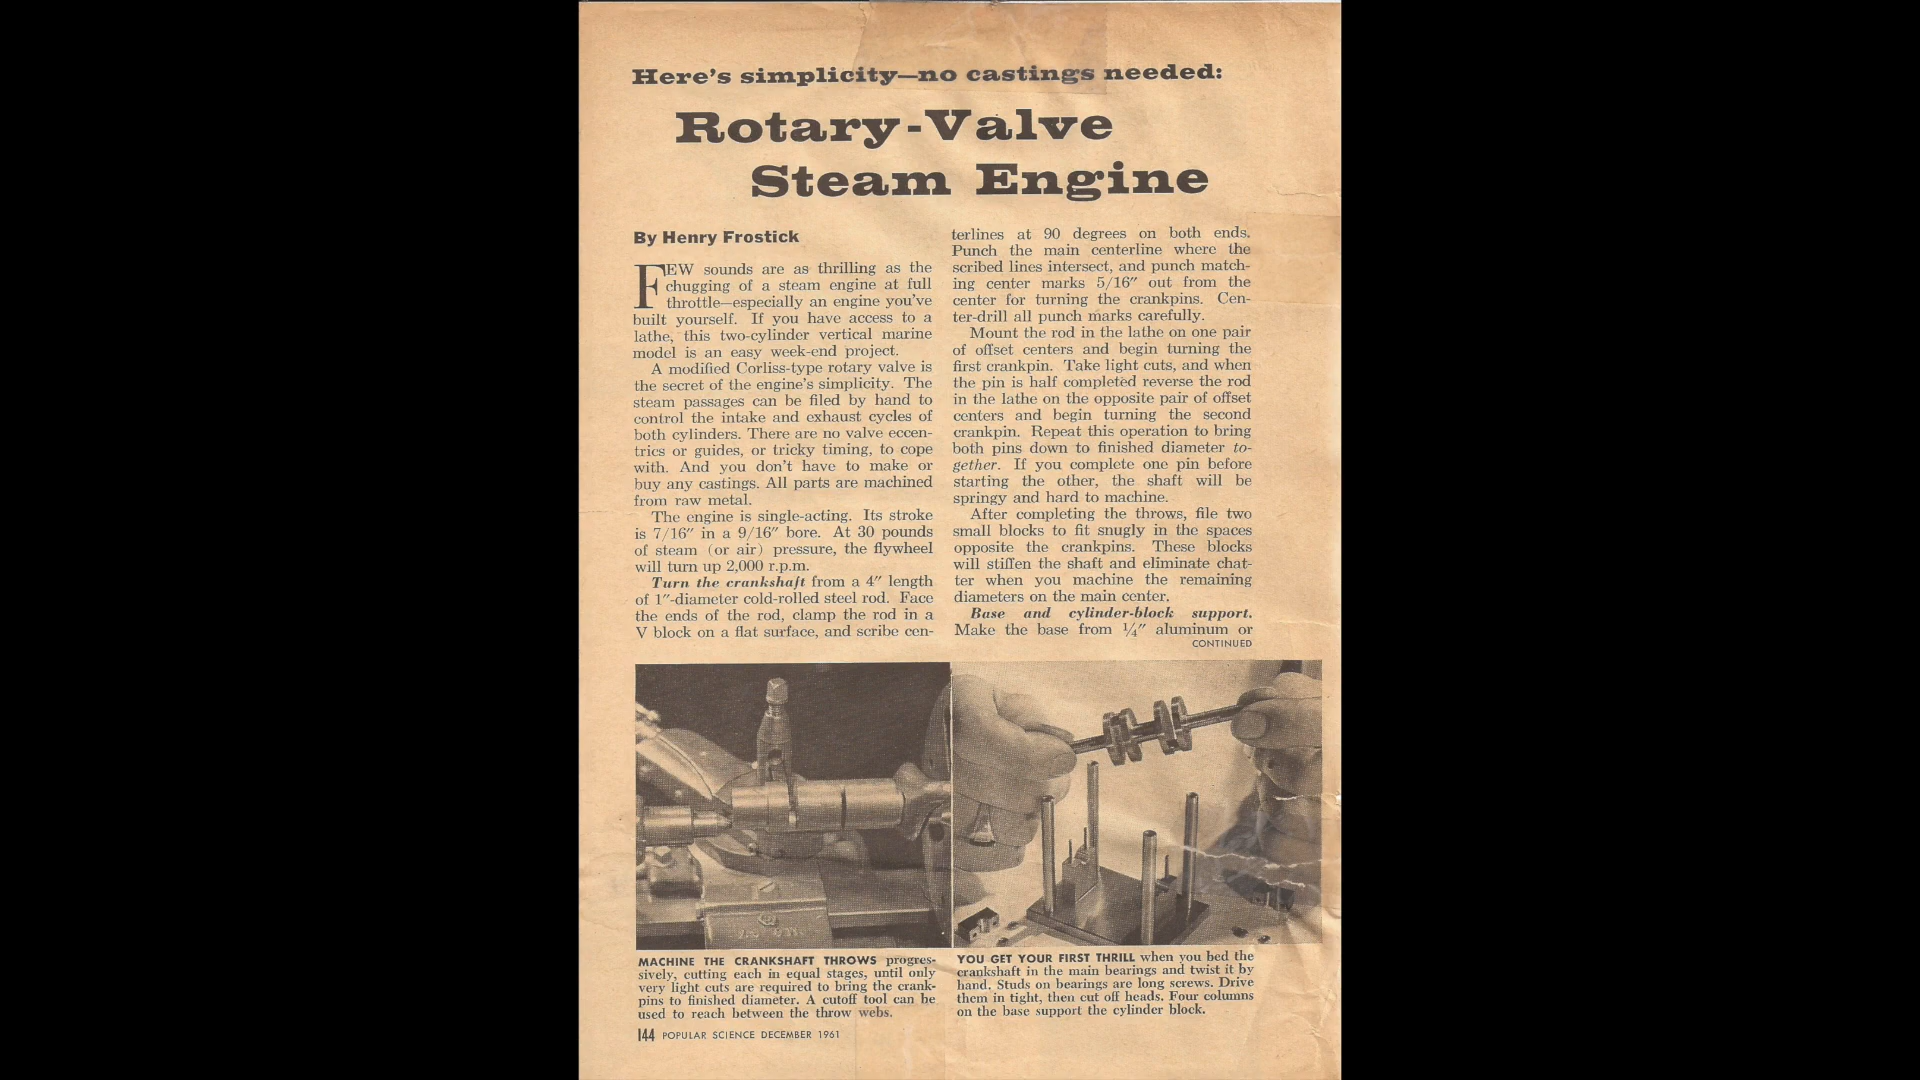 Here's simplicity—no castings needed:
Rotary-Valve
Steam Engine
By Henry Frostick
FEW sounds are as thrilling as the
chugging of a steam engine at full
throttle—especially an engine you've
built yourself. If you have access to a
lathe, this two-cylinder vertical marine
model is an easy week-end project.
A modified Corliss-type rotary valve is
the secret of the engine's simplicity. The
steam passages can be filed by hand to
control the intake and exhaust cycles of
both cylinders. There are no valve eccen-
trics or guides, or tricky timing, to cope
with. And you don't have to make or
buy any castings. All parts are machined
from raw metal.
The engine is single-acting. Its stroke
is 7/16″ in a 9/16″ bore. At 30 pounds
of steam (or air) pressure, the flywheel
will turn up 2,000 r.p.m.
Turn the crankshaft from a 4″ length
of 1″-diameter cold-rolled steel rod. Face
the ends of the rod, clamp the rod in a
V block on a flat surface, and scribe cen-
terlines at 90 degrees on both ends.
Punch the main centerline where the
scribed lines intersect, and punch match-
ing center marks 5/16″ out from the
center for turning the crankpins. Cen-
ter-drill all punch marks carefully.
Mount the rod in the lathe on one pair
of offset centers and begin turning the
first crankpin. Take light cuts, and when
the pin is half completed reverse the rod
in the lathe on the opposite pair of offset
centers and begin turning the second
crankpin. Repeat this operation to bring
both pins down to finished diameter to-
gether. If you complete one pin before
starting the other, the shaft will be
springy and hard to machine.
After completing the throws, file two
small blocks to fit snugly in the spaces
opposite the crankpins. These blocks
will stiffen the shaft and eliminate chat-
ter when you machine the remaining
diameters on the main center.
Base and cylinder-block support.
Make the base from ¼″ aluminum or
CONTINUED
MACHINE THE CRANKSHAFT THROWS progres-
sively, cutting each in equal stages, until only
very light cuts are required to bring the crank-
pins to finished diameter. A cutoff tool can be
used to reach between the throw webs.
YOU GET YOUR FIRST THRILL when you bed the
crankshaft in the main bearings and twist it by
hand. Studs on bearings are long screws. Drive
them in tight, then cut off heads. Four columns
on the base support the cylinder block.
144 POPULAR SCIENCE DECEMBER 1961